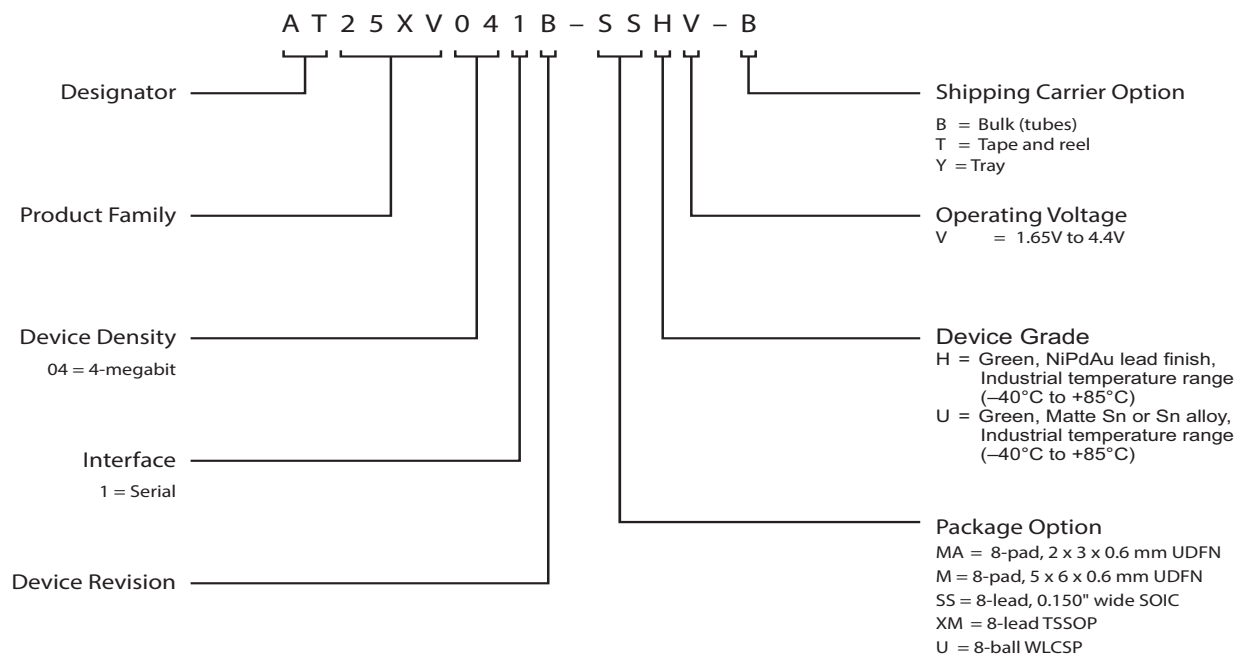 A T 2 5 X V 0 4 1 B – S S H V – B
Designator
Product Family
Device Density
04 = 4-megabit
Interface
1 = Serial
Device Revision
Shipping Carrier Option
B = Bulk (tubes)
T = Tape and reel
Y = Tray
Operating Voltage
V = 1.65V to 4.4V
Device Grade
H = Green, NiPdAu lead finish,
Industrial temperature range
(–40°C to +85°C)
U = Green, Matte Sn or Sn alloy,
Industrial temperature range
(–40°C to +85°C)
Package Option
MA = 8-pad, 2 x 3 x 0.6 mm UDFN
M = 8-pad, 5 x 6 x 0.6 mm UDFN
SS = 8-lead, 0.150" wide SOIC
XM = 8-lead TSSOP
U = 8-ball WLCSP